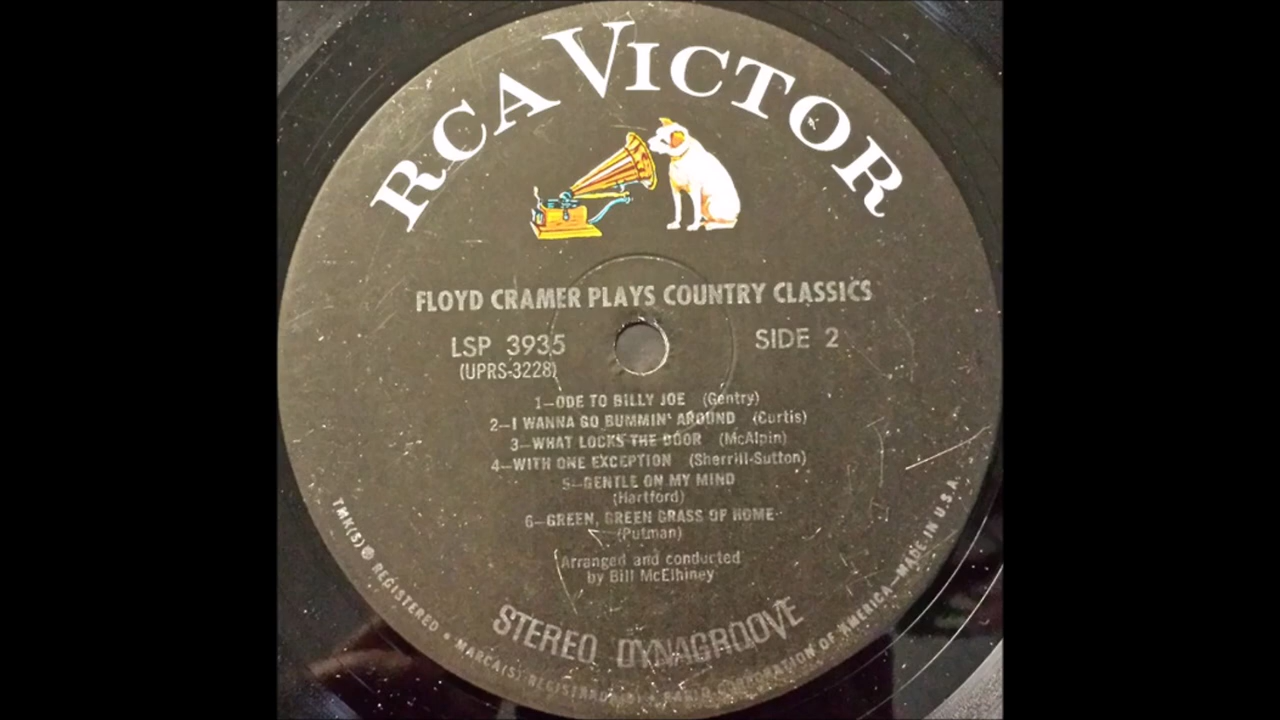 RCA VICTOR
FLOYD CRAMER PLAYS COUNTRY CLASSICS
LSP 3935 SIDE 2
(UPRS-3228)
1—ODE TO BILLY JOE (Gentry)
2—I WANNA GO BUMMIN' AROUND (Curtis)
3—WHAT LOCKS THE DOOR (McAlpin)
4—WITH ONE EXCEPTION (Sherrill-Sutton)
5—GENTLE ON MY MIND
(Hartford)
6—GREEN, GREEN GRASS OF HOME
(Putman)
Arranged and conducted
by Bill McElhiney
STEREO DYNAGROOVE
TMK(S) ® REGISTERED • MARCA(S) REGISTRADA(S) • RADIO CORPORATION OF AMERICA—MADE IN U.S.A.